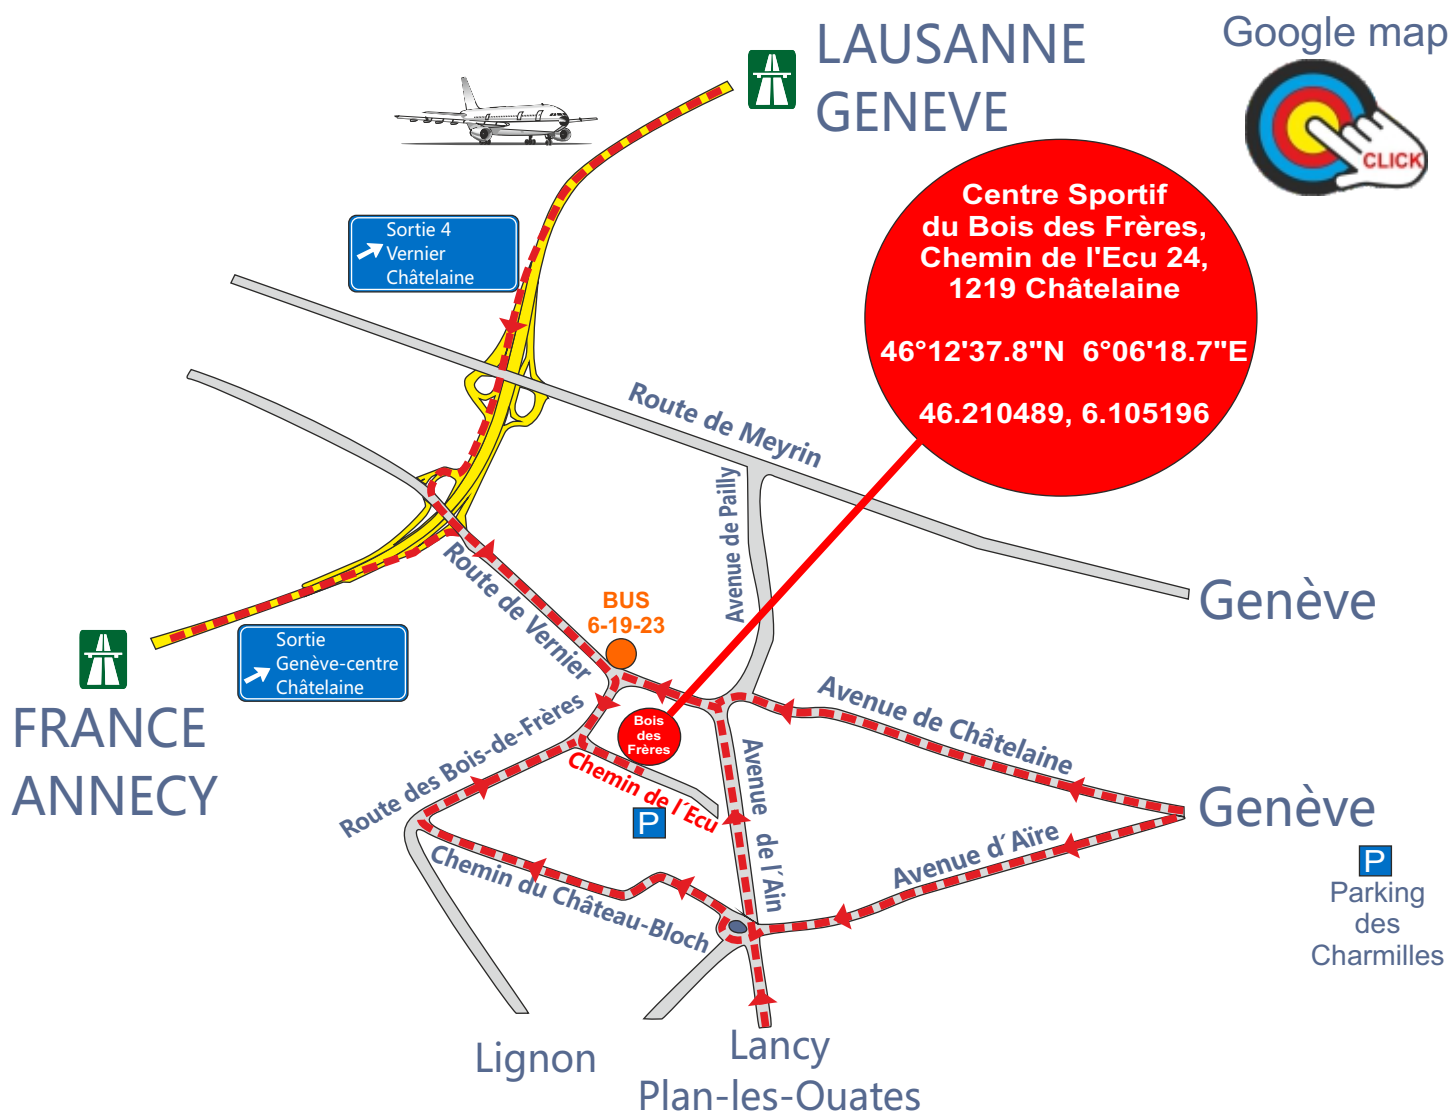 LAUSANNE
GENEVE
Google map
CLICK
Centre Sportif
du Bois des Frères,
Chemin de l'Ecu 24,
1219 Châtelaine
46°12'37.8"N  6°06'18.7"E
46.210489, 6.105196
Sortie 4
Vernier
Châtelaine
Route de Meyrin
Avenue de Pailly
Genève
Route de Vernier
BUS
6-19-23
Sortie
Genève-centre
Châtelaine
FRANCE
ANNECY
Route des Bois-de-Frères
Bois
des
Frères
Chemin de l´Ecu
P
Avenue de l´Ain
Avenue de Châtelaine
Genève
Avenue d´Aïre
P
Parking
des
Charmilles
Chemin du Château-Bloch
Lignon
Lancy
Plan-les-Ouates